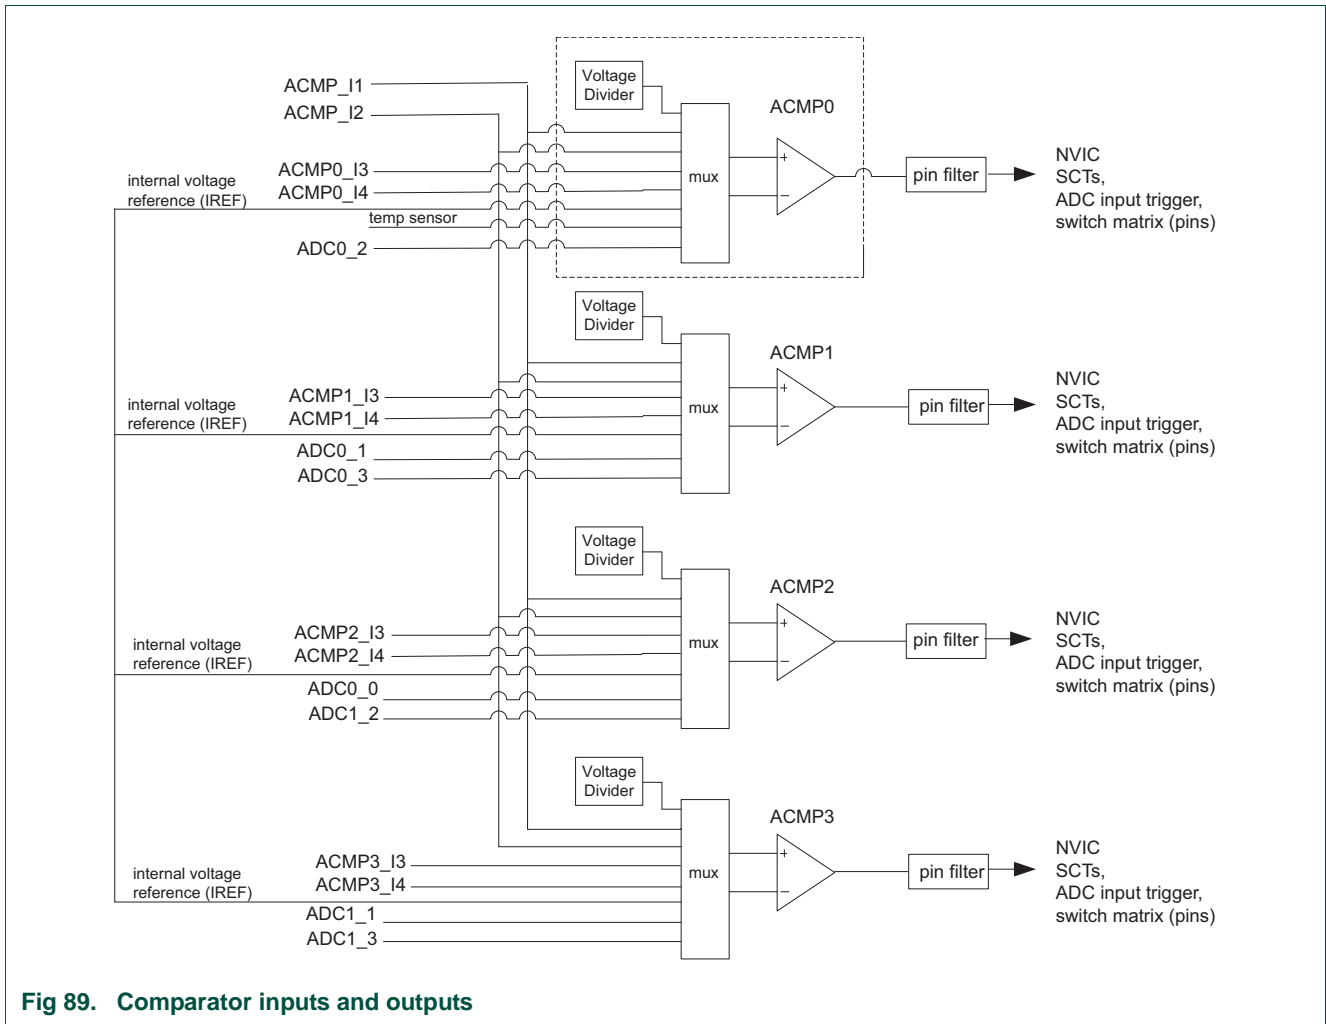 Voltage
Divider
ACMP_I1
ACMP0
ACMP_I2
NVIC
SCTs,
ADC input trigger,
switch matrix (pins)
ACMP0_I3
internal voltage
reference (IREF)
ACMP0_I4
temp sensor
ADC0_2
mux
+
−
pin filter
Voltage
Divider
ACMP1
NVIC
SCTs,
ADC input trigger,
switch matrix (pins)
internal voltage
reference (IREF)
ACMP1_I3
ACMP1_I4
ADC0_1
ADC0_3
mux
+
−
pin filter
Voltage
Divider
ACMP2
NVIC
SCTs,
ADC input trigger,
switch matrix (pins)
internal voltage
reference (IREF)
ACMP2_I3
ACMP2_I4
ADC0_0
ADC1_2
mux
+
−
pin filter
Voltage
Divider
ACMP3
NVIC
SCTs,
ADC input trigger,
switch matrix (pins)
internal voltage
reference (IREF)
ACMP3_I3
ACMP3_I4
ADC1_1
ADC1_3
mux
+
−
pin filter
Fig 89. Comparator inputs and outputs